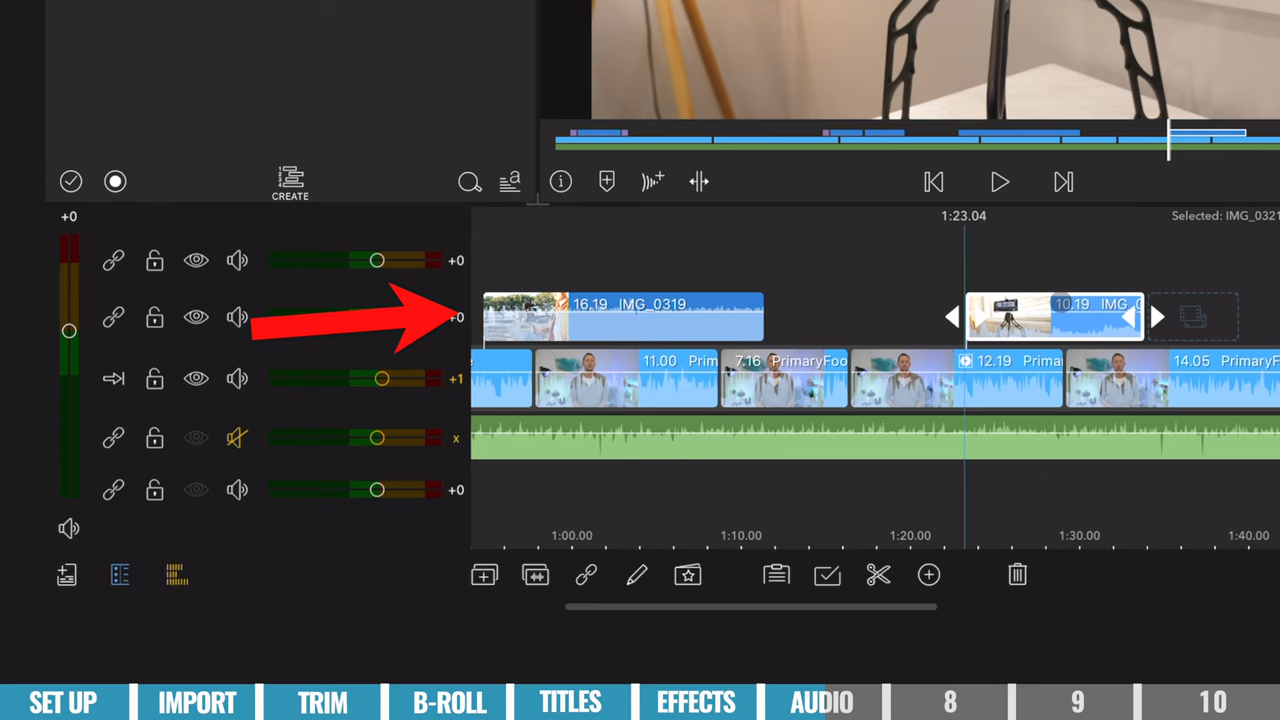 CREATE
+0
1:23.04
Selected: IMG_0321
+0
16.19 IMG_0319
10.19 IMG_0
+0
11.00 Prim
7.16 PrimaryFoo
12.19 Prima
14.05 PrimaryF
+1
x
+0
1:00.00
1:10.00
1:20.00
1:30.00
1:40.00
SET UP
IMPORT
TRIM
B-ROLL
TITLES
EFFECTS
AUDIO
8
9
10